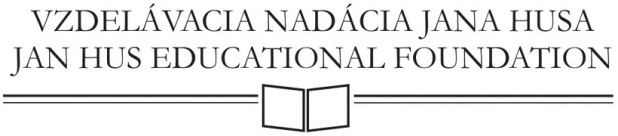 VZDELÁVACIA NADÁCIA JANA HUSA
JAN HUS EDUCATIONAL FOUNDATION